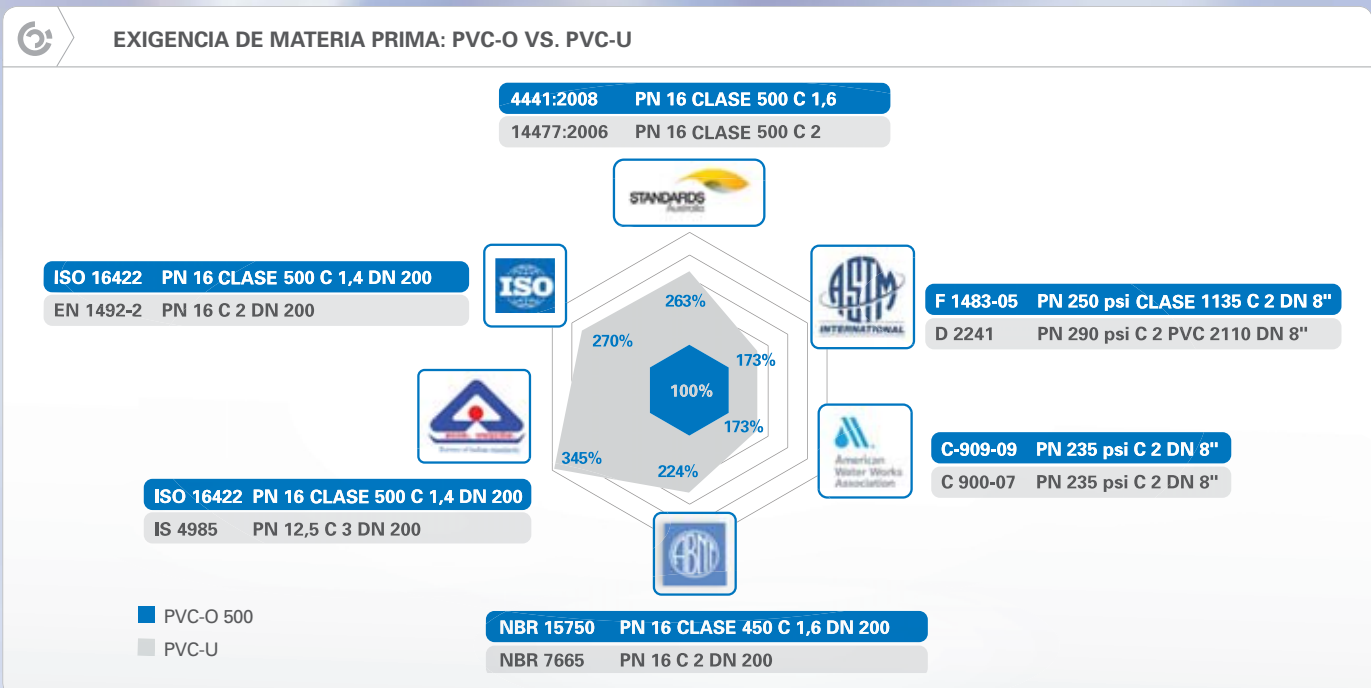 EXIGENCIA DE MATERIA PRIMA: PVC-O VS. PVC-U
4441:2008 PN 16 CLASE 500 C 1,6
14477:2006 PN 16 CLASE 500 C 2
STANDARDS
Australia
ISO
ISO 16422 PN 16 CLASE 500 C 1,4 DN 200
EN 1492-2 PN 16 C 2 DN 200
ASTM
INTERNATIONAL
F 1483-05 PN 250 psi CLASE 1135 C 2 DN 8"
D 2241 PN 290 psi C 2 PVC 2110 DN 8"
263%
270%
173%
100%
173%
345%
224%
American
Water Works
Association
C-909-09 PN 235 psi C 2 DN 8"
C 900-07 PN 235 psi C 2 DN 8"
Bureau of Indian Standards
ISO 16422 PN 16 CLASE 500 C 1,4 DN 200
IS 4985 PN 12,5 C 3 DN 200
ABNT
NBR 15750 PN 16 CLASE 450 C 1,6 DN 200
NBR 7665 PN 16 C 2 DN 200
PVC-O 500
PVC-U